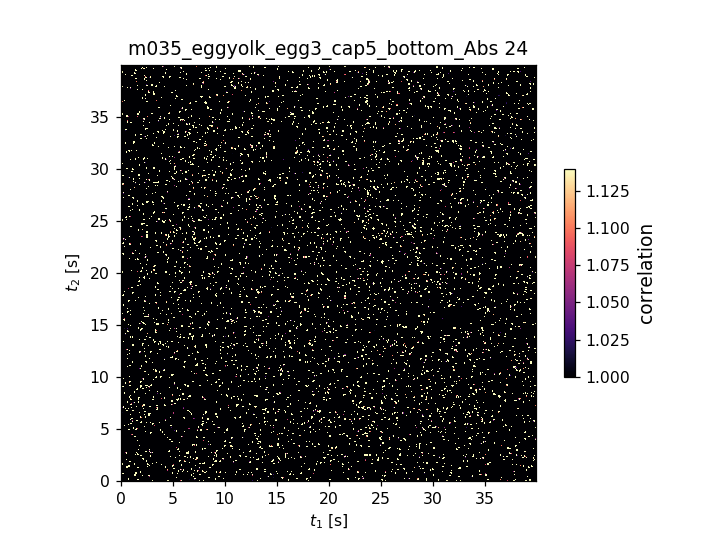 m035_eggyolk_egg3_cap5_bottom_Abs 24
35
30
25
20
15
10
5
0
t₂ [s]
0 5 10 15 20 25 30 35
t₁ [s]
1.125
1.100
1.075
1.050
1.025
1.000
correlation